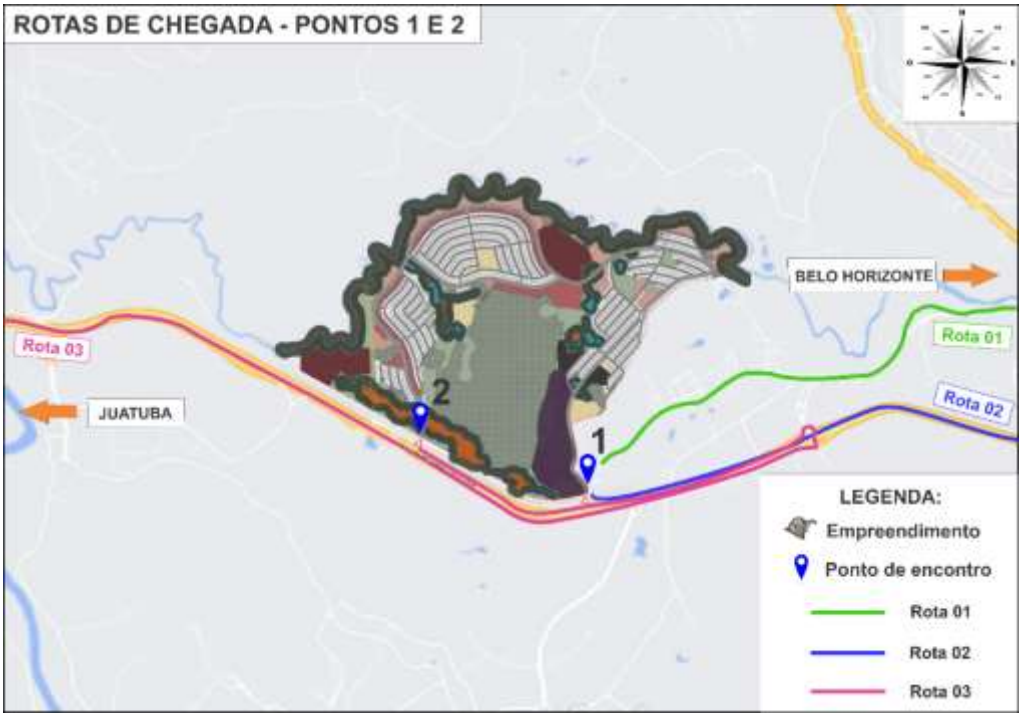 ROTAS DE CHEGADA - PONTOS 1 E 2
N
O
E
S
BELO HORIZONTE
Rota 01
Rota 03
Rota 02
JUATUBA
2
1
LEGENDA:
Empreendimento
Ponto de encontro
Rota 01
Rota 02
Rota 03